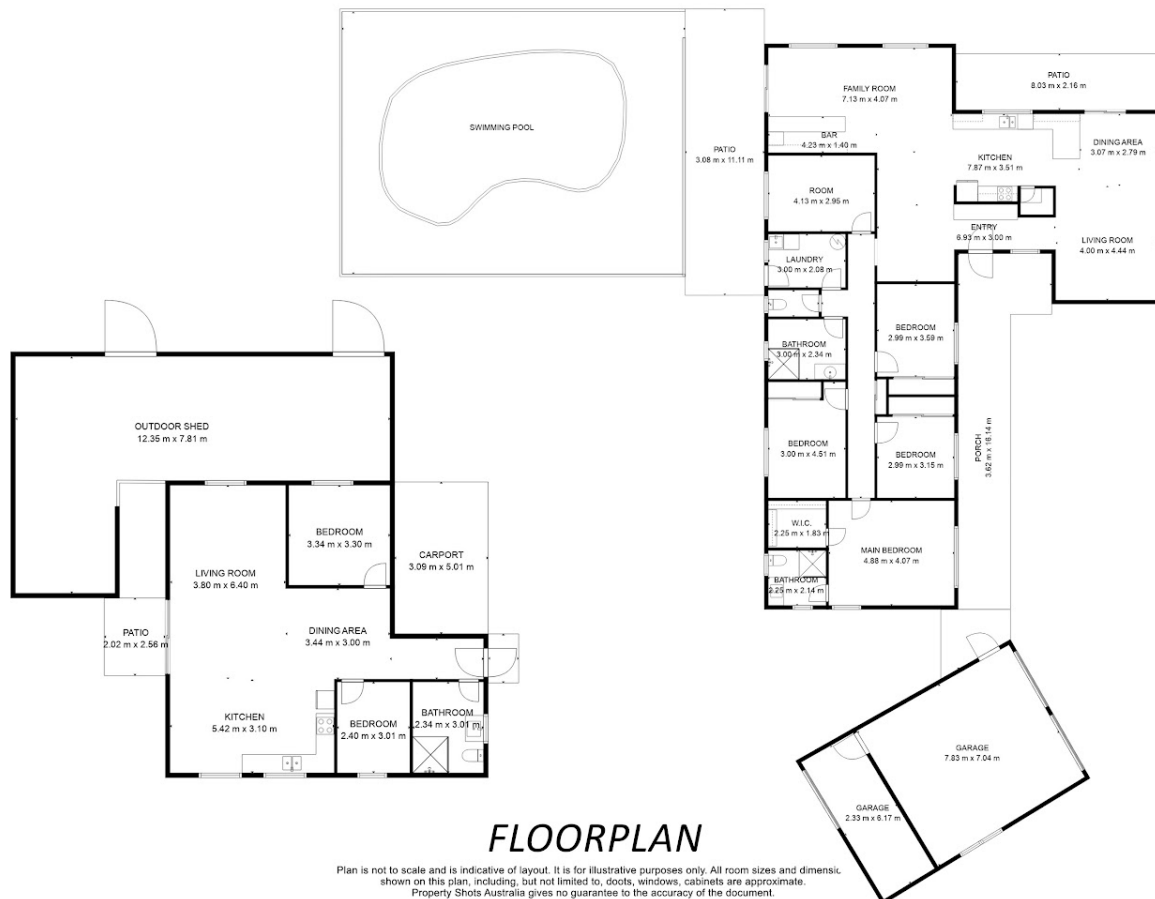 SWIMMING POOL
PATIO
3.08 m x 11.11 m
FAMILY ROOM
7.13 m x 4.07 m
PATIO
8.03 m x 2.16 m
BAR
4.23 m x 1.40 m
KITCHEN
7.87 m x 3.51 m
DINING AREA
3.07 m x 2.79 m
ROOM
4.13 m x 2.95 m
ENTRY
6.93 m x 3.00 m
LIVING ROOM
4.00 m x 4.44 m
LAUNDRY
3.00 m x 2.08 m
BATHROOM
3.00 m x 2.34 m
BEDROOM
2.99 m x 3.59 m
BEDROOM
3.00 m x 4.51 m
BEDROOM
2.99 m x 3.15 m
PORCH
3.62 m x 16.14 m
W.I.C.
2.25 m x 1.83 m
MAIN BEDROOM
4.88 m x 4.07 m
BATHROOM
2.25 m x 2.14 m
OUTDOOR SHED
12.35 m x 7.81 m
BEDROOM
3.34 m x 3.30 m
CARPORT
3.09 m x 5.01 m
LIVING ROOM
3.80 m x 6.40 m
PATIO
2.02 m x 2.56 m
DINING AREA
3.44 m x 3.00 m
KITCHEN
5.42 m x 3.10 m
BEDROOM
2.40 m x 3.01 m
BATHROOM
2.34 m x 3.01 m
GARAGE
7.83 m x 7.04 m
GARAGE
2.33 m x 6.17 m
FLOORPLAN
Plan is not to scale and is indicative of layout. It is for illustrative purposes only. All room sizes and dimensic
shown on this plan, including, but not limited to, doots, windows, cabinets are approximate.
Property Shots Australia gives no guarantee to the accuracy of the document.